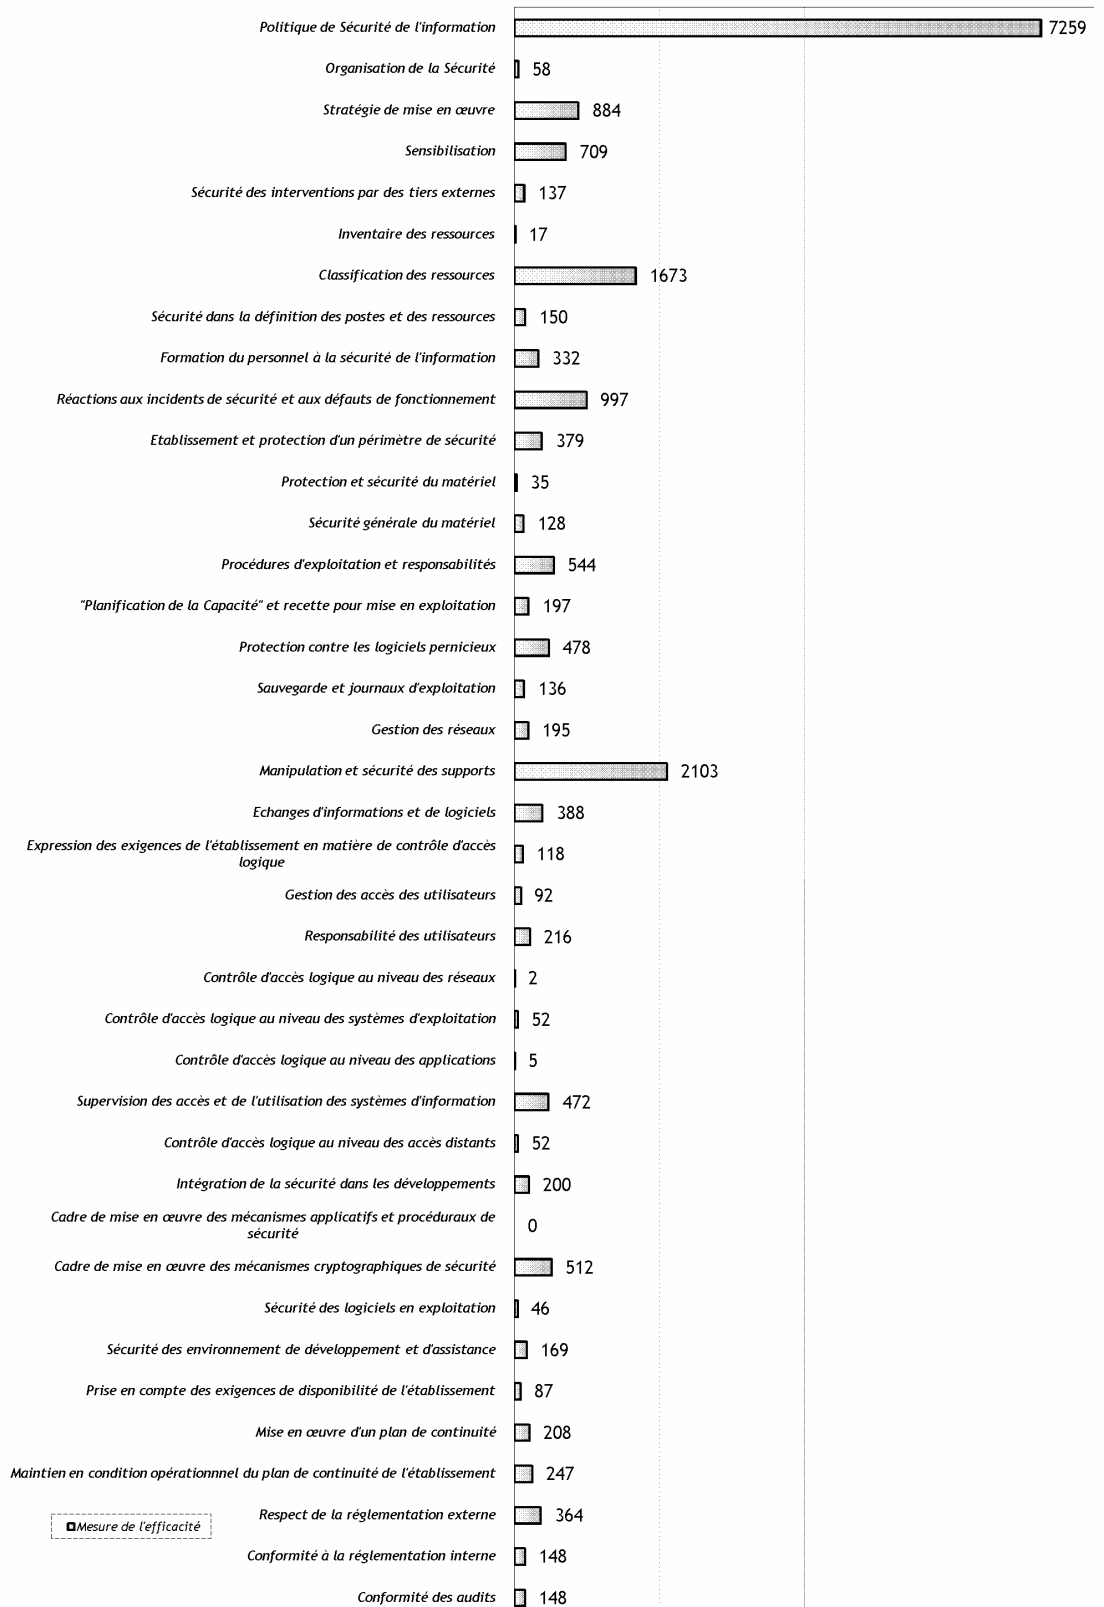 Politique de Sécurité de l'information 7259
Organisation de la Sécurité 58
Stratégie de mise en œuvre 884
Sensibilisation 709
Sécurité des interventions par des tiers externes 137
Inventaire des ressources 17
Classification des ressources 1673
Sécurité dans la définition des postes et des ressources 150
Formation du personnel à la sécurité de l'information 332
Réactions aux incidents de sécurité et aux défauts de fonctionnement 997
Etablissement et protection d'un périmètre de sécurité 379
Protection et sécurité du matériel 35
Sécurité générale du matériel 128
Procédures d'exploitation et responsabilités 544
"Planification de la Capacité" et recette pour mise en exploitation 197
Protection contre les logiciels pernicieux 478
Sauvegarde et journaux d'exploitation 136
Gestion des réseaux 195
Manipulation et sécurité des supports 2103
Echanges d'informations et de logiciels 388
Expression des exigences de l'établissement en matière de contrôle d'accès
logique 118
Gestion des accès des utilisateurs 92
Responsabilité des utilisateurs 216
Contrôle d'accès logique au niveau des réseaux 2
Contrôle d'accès logique au niveau des systèmes d'exploitation 52
Contrôle d'accès logique au niveau des applications 5
Supervision des accès et de l'utilisation des systèmes d'information 472
Contrôle d'accès logique au niveau des accès distants 52
Intégration de la sécurité dans les développements 200
Cadre de mise en œuvre des mécanismes applicatifs et procéduraux de
sécurité 0
Cadre de mise en œuvre des mécanismes cryptographiques de sécurité 512
Sécurité des logiciels en exploitation 46
Sécurité des environnement de développement et d'assistance 169
Prise en compte des exigences de disponibilité de l'établissement 87
Mise en œuvre d'un plan de continuité 208
Maintien en condition opérationnnel du plan de continuité de l'établissement 247
Respect de la réglementation externe 364
Mesure de l'efficacité
Conformité à la réglementation interne 148
Conformité des audits 148